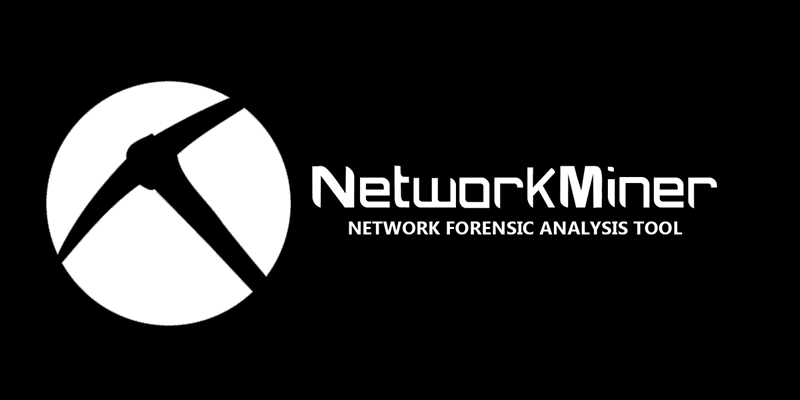 NetworkMiner
NETWORK FORENSIC ANALYSIS TOOL